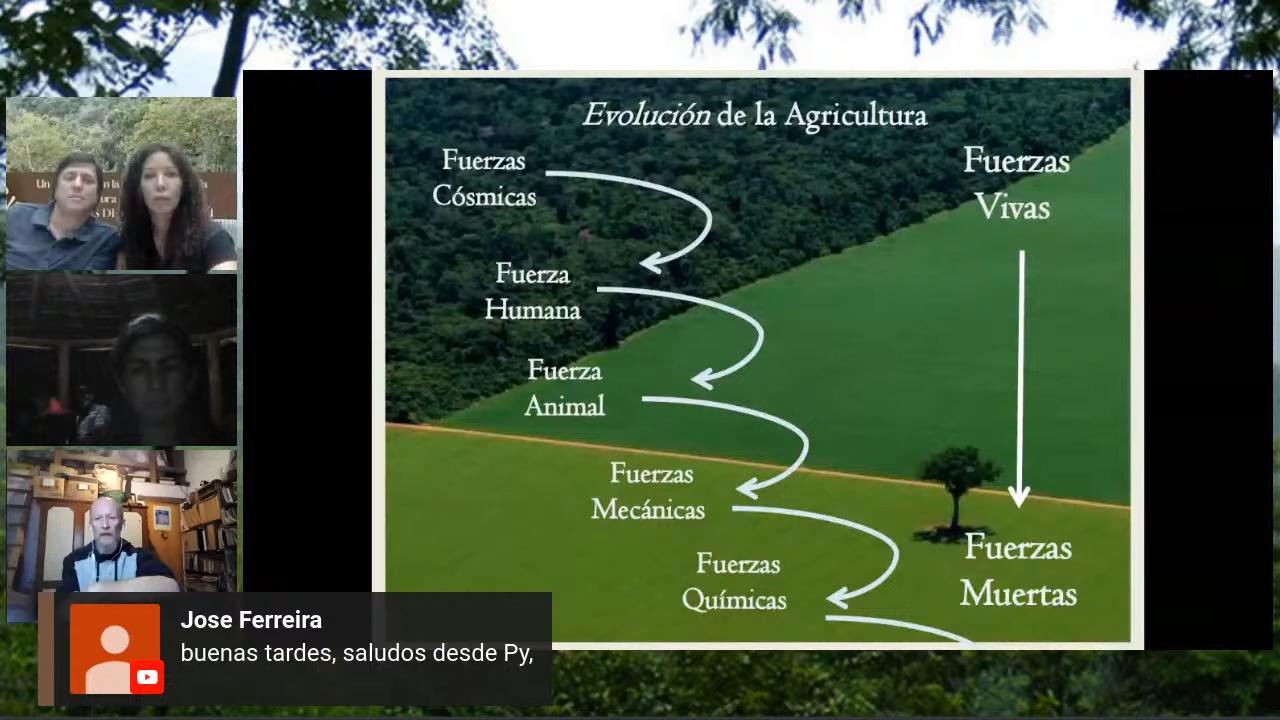 Evolución de la Agricultura
Fuerzas
Cósmicas
Fuerza
Humana
Fuerza
Animal
Fuerzas
Mecánicas
Fuerzas
Químicas
Fuerzas
Vivas
Fuerzas
Muertas
Jose Ferreira
buenas tardes, saludos desde Py,